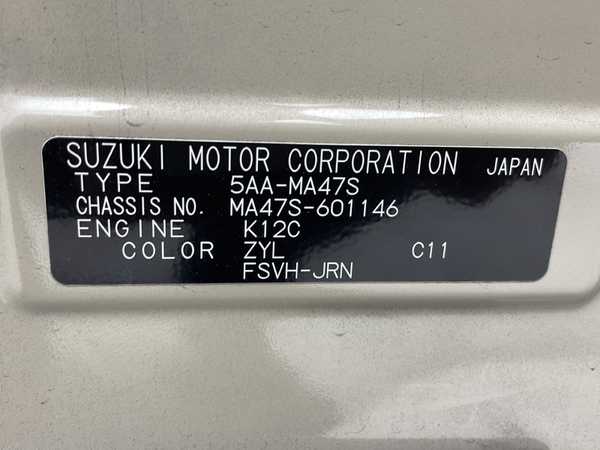 SUZUKI MOTOR CORPORATION JAPAN
TYPE 5AA-MA47S
CHASSIS NO. MA47S-601146
ENGINE K12C
COLOR ZYL C11
FSVH-JRN